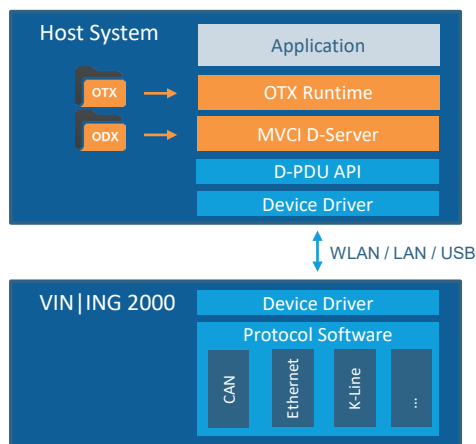 Host System
Application
OTX
OTX Runtime
ODX
MVCI D-Server
D-PDU API
Device Driver
WLAN / LAN / USB
VIN|ING 2000
Device Driver
Protocol Software
CAN
Ethernet
K-Line
...